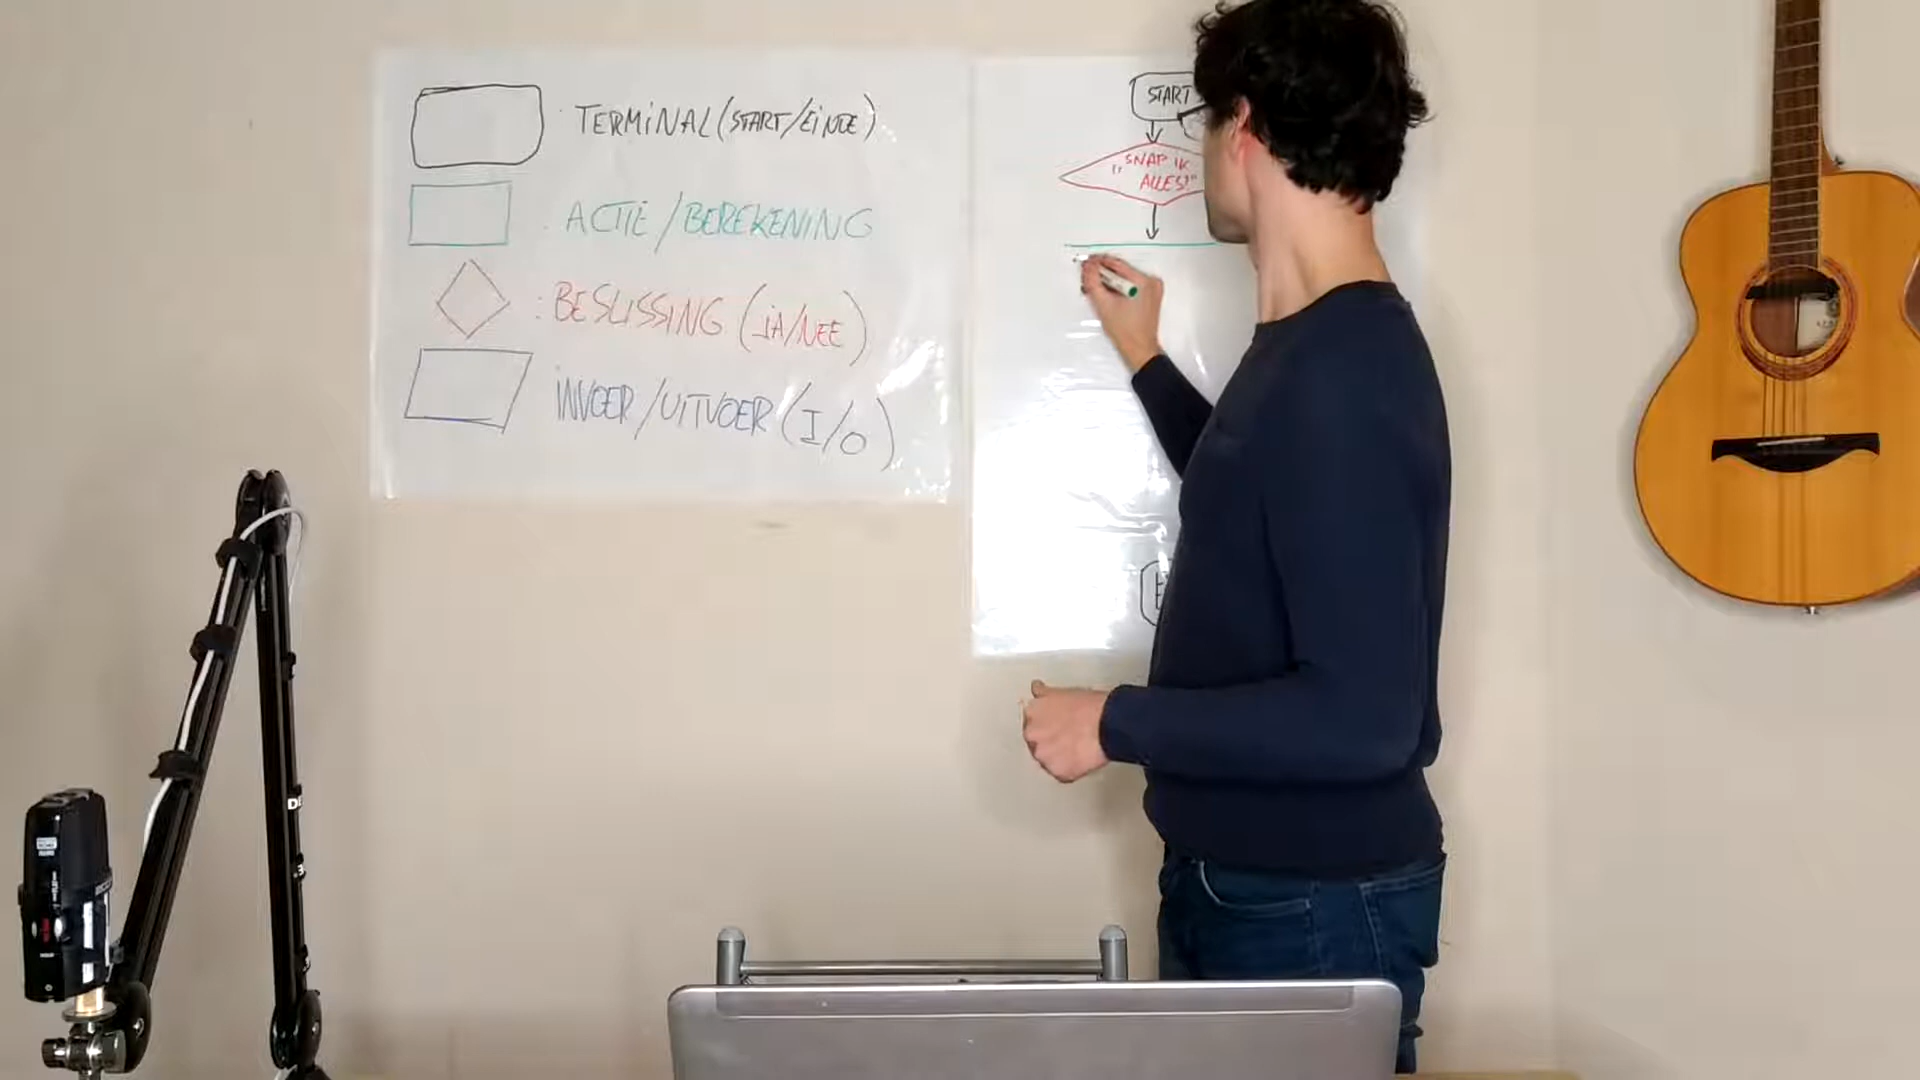 TERMINAL (START/EINDE)
: ACTIE / BEREKENING
: BESLISSING (JA/NEE)
INVOER / UITVOER (I/O)
START
"SNAP IK
ALLES?"